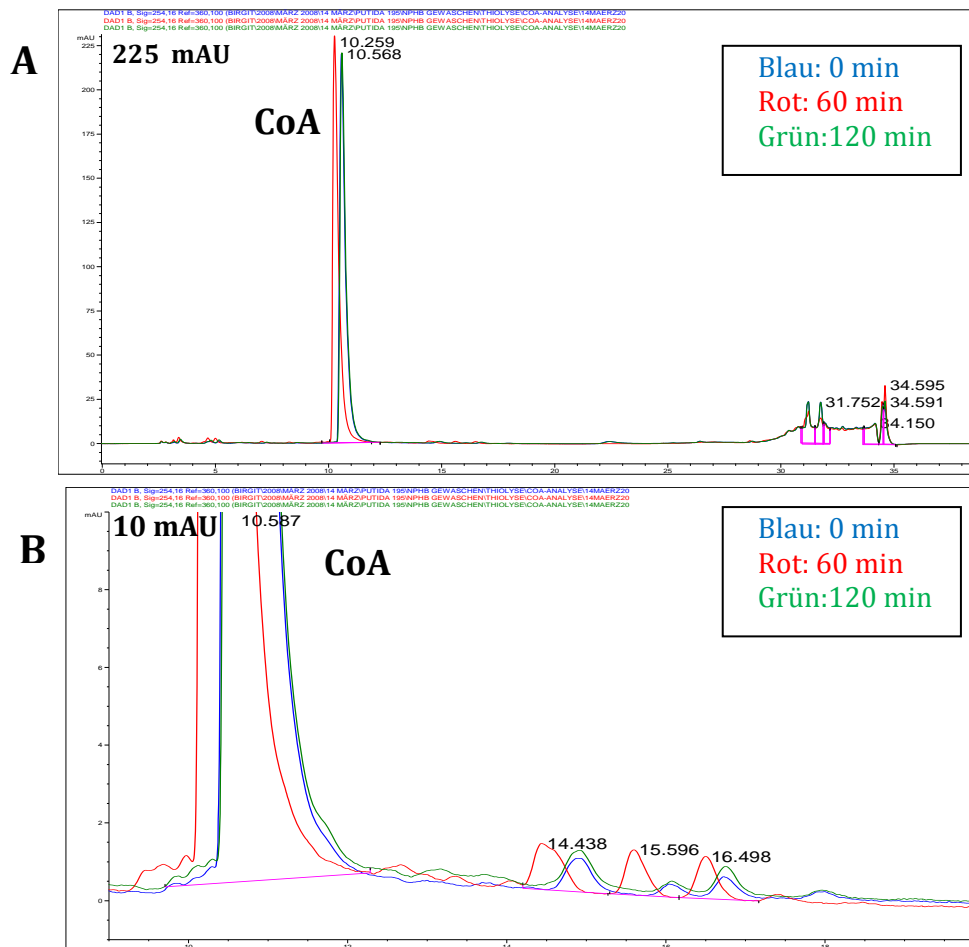 DAD1 B, Sig=254,16 Ref=360,100 (BIRGIT\2008\MÄRZ 2008\14 MÄRZ\PUTIDA 195\NPHB GEWASCHEN\THIOLYSE\COA-ANALYSE\14MAERZ20
DAD1 B, Sig=254,16 Ref=360,100 (BIRGIT\2008\MÄRZ 2008\14 MÄRZ\PUTIDA 195\NPHB GEWASCHEN\THIOLYSE\COA-ANALYSE\14MAERZ20
DAD1 B, Sig=254,16 Ref=360,100 (BIRGIT\2008\MÄRZ 2008\14 MÄRZ\PUTIDA 195\NPHB GEWASCHEN\THIOLYSE\COA-ANALYSE\14MAERZ20
A
mAU
225 mAU
10.259
10.568
CoA
Blau: 0 min
Rot: 60 min
Grün:120 min
225
200
175
150
125
100
75
50
25
0
31.752
34.595
34.591
34.150
0
5
10
15
20
25
30
35
DAD1 B, Sig=254,16 Ref=360,100 (BIRGIT\2008\MÄRZ 2008\14 MÄRZ\PUTIDA 195\NPHB GEWASCHEN\THIOLYSE\COA-ANALYSE\14MAERZ20
DAD1 B, Sig=254,16 Ref=360,100 (BIRGIT\2008\MÄRZ 2008\14 MÄRZ\PUTIDA 195\NPHB GEWASCHEN\THIOLYSE\COA-ANALYSE\14MAERZ20
DAD1 B, Sig=254,16 Ref=360,100 (BIRGIT\2008\MÄRZ 2008\14 MÄRZ\PUTIDA 195\NPHB GEWASCHEN\THIOLYSE\COA-ANALYSE\14MAERZ20
B
mAU
10 mAU
10.587
CoA
Blau: 0 min
Rot: 60 min
Grün:120 min
8
6
4
2
0
14.438
15.596
16.498
10
12
14
16
18